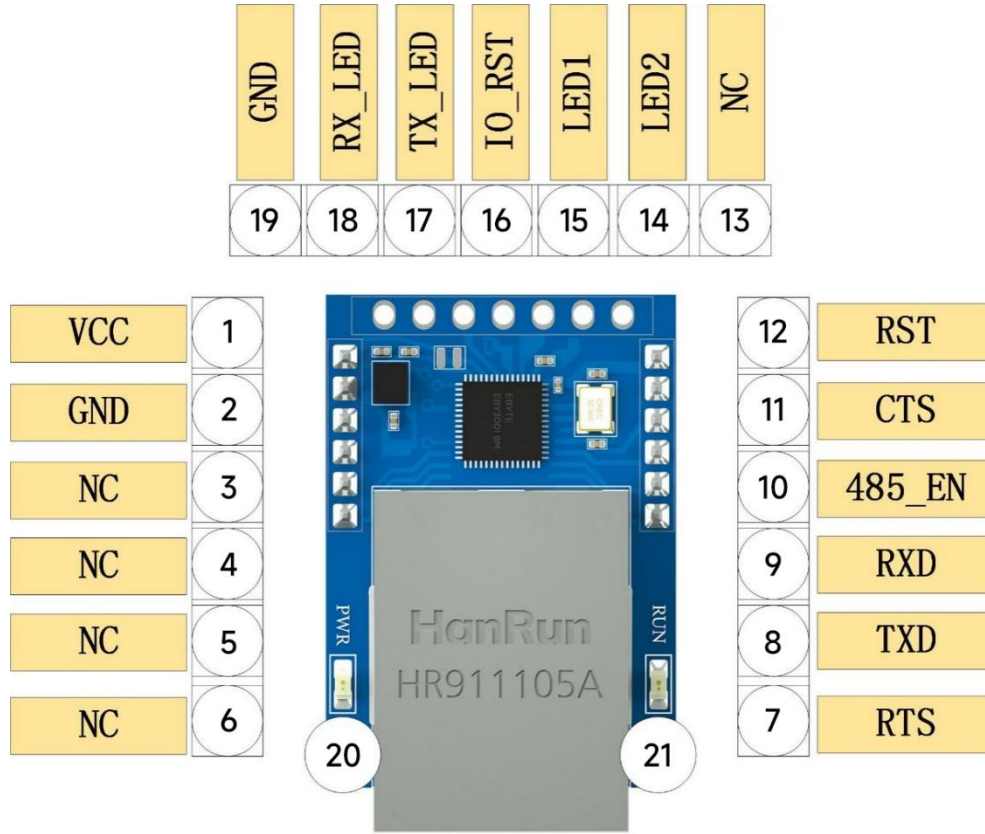 GND
RX_LED
TX_LED
IO_RST
LED1
LED2
NC
19 18 17 16 15 14 13
VCC 1
GND 2
NC 3
NC 4
NC 5
NC 6
12 RST
11 CTS
10 485_EN
9 RXD
8 TXD
7 RTS
EBYTE
PWR
RUN
HanRun
HR911105A
20
21